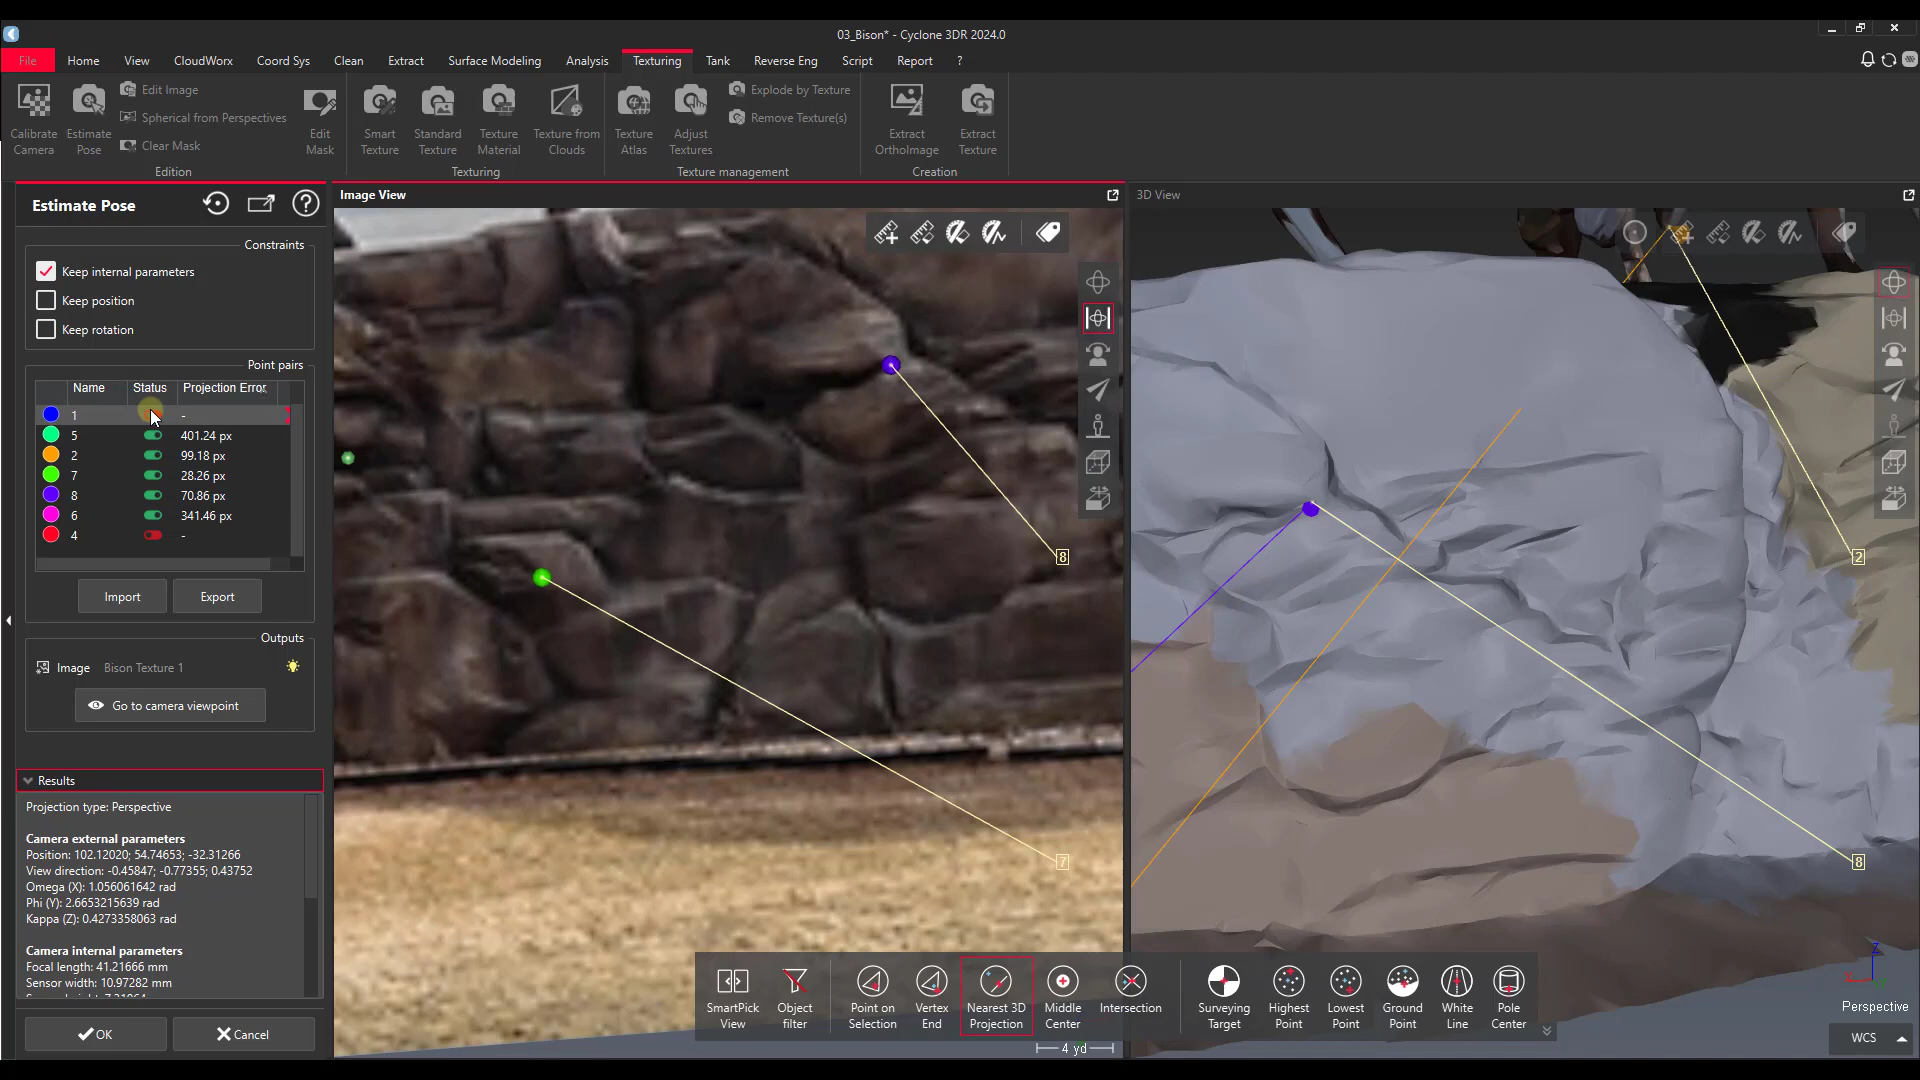 03_Bison* - Cyclone 3DR 2024.0
File Home View CloudWorx Coord Sys Clean Extract Surface Modeling Analysis Texturing Tank Reverse Eng Script Report ?
Calibrate Camera
Estimate Pose
Edit Image
Spherical from Perspectives
Clear Mask
Edit Mask
Edition
Smart Texture
Standard Texture
Texture Material
Texture from Clouds
Texturing
Texture Atlas
Adjust Textures
Explode by Texture
Remove Texture(s)
Texture management
Extract OrthoImage
Extract Texture
Creation
Estimate Pose
Constraints
Keep internal parameters
Keep position
Keep rotation
Point pairs
Name Status Projection Error
1 -
5 401.24 px
2 99.18 px
7 28.26 px
8 70.86 px
6 341.46 px
4 -
Import Export
Outputs
Image Bison Texture 1
Go to camera viewpoint
Results
Projection type: Perspective
Camera external parameters
Position: 102.12020; 54.74653; -32.31266
View direction: -0.45847; -0.77355; 0.43752
Omega (X): 1.056061642 rad
Phi (Y): 2.6653215639 rad
Kappa (Z): 0.4273358063 rad
Camera internal parameters
Focal length: 41.21666 mm
Sensor width: 10.97282 mm
OK Cancel
Image View
8
7
3D View
2
8
SmartPick View
Object filter
Point on Selection
Vertex End
Nearest 3D Projection
Middle Center
Intersection
Surveying Target
Highest Point
Lowest Point
Ground Point
White Line
Pole Center
4 yd
Z
X
Perspective
WCS